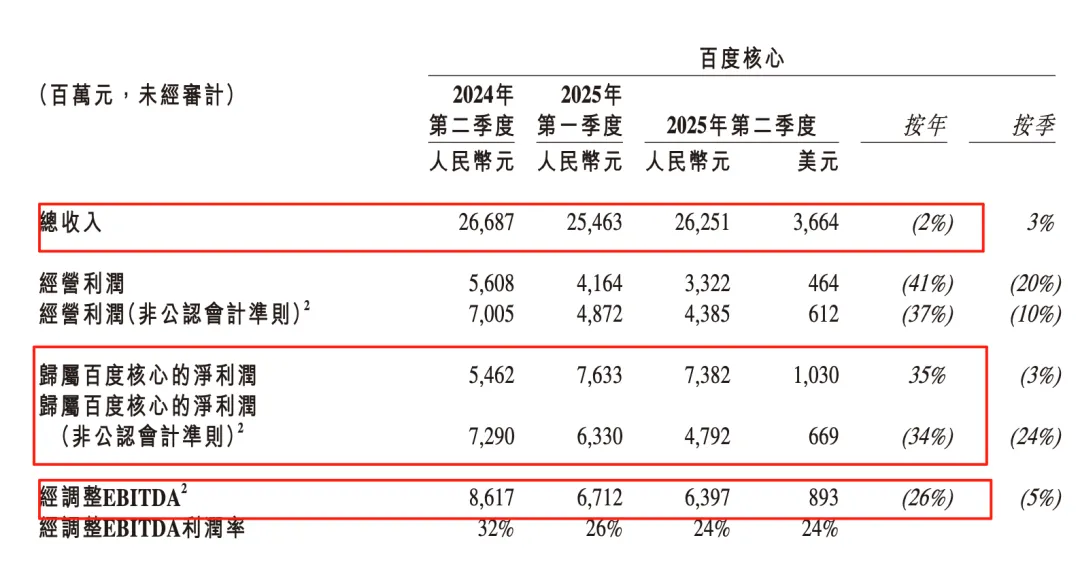 百度核心
(百萬元，未經審計)
2024年 2025年
第二季度 第一季度 2025年第二季度 按年 按季
人民幣元 人民幣元 人民幣元 美元
總收入 26,687 25,463 26,251 3,664 (2%) 3%
經營利潤 5,608 4,164 3,322 464 (41%) (20%)
經營利潤(非公認會計準則)2 7,005 4,872 4,385 612 (37%) (10%)
歸屬百度核心的淨利潤 5,462 7,633 7,382 1,030 35% (3%)
歸屬百度核心的淨利潤
(非公認會計準則)2 7,290 6,330 4,792 669 (34%) (24%)
經調整EBITDA2 8,617 6,712 6,397 893 (26%) (5%)
經調整EBITDA利潤率 32% 26% 24% 24%